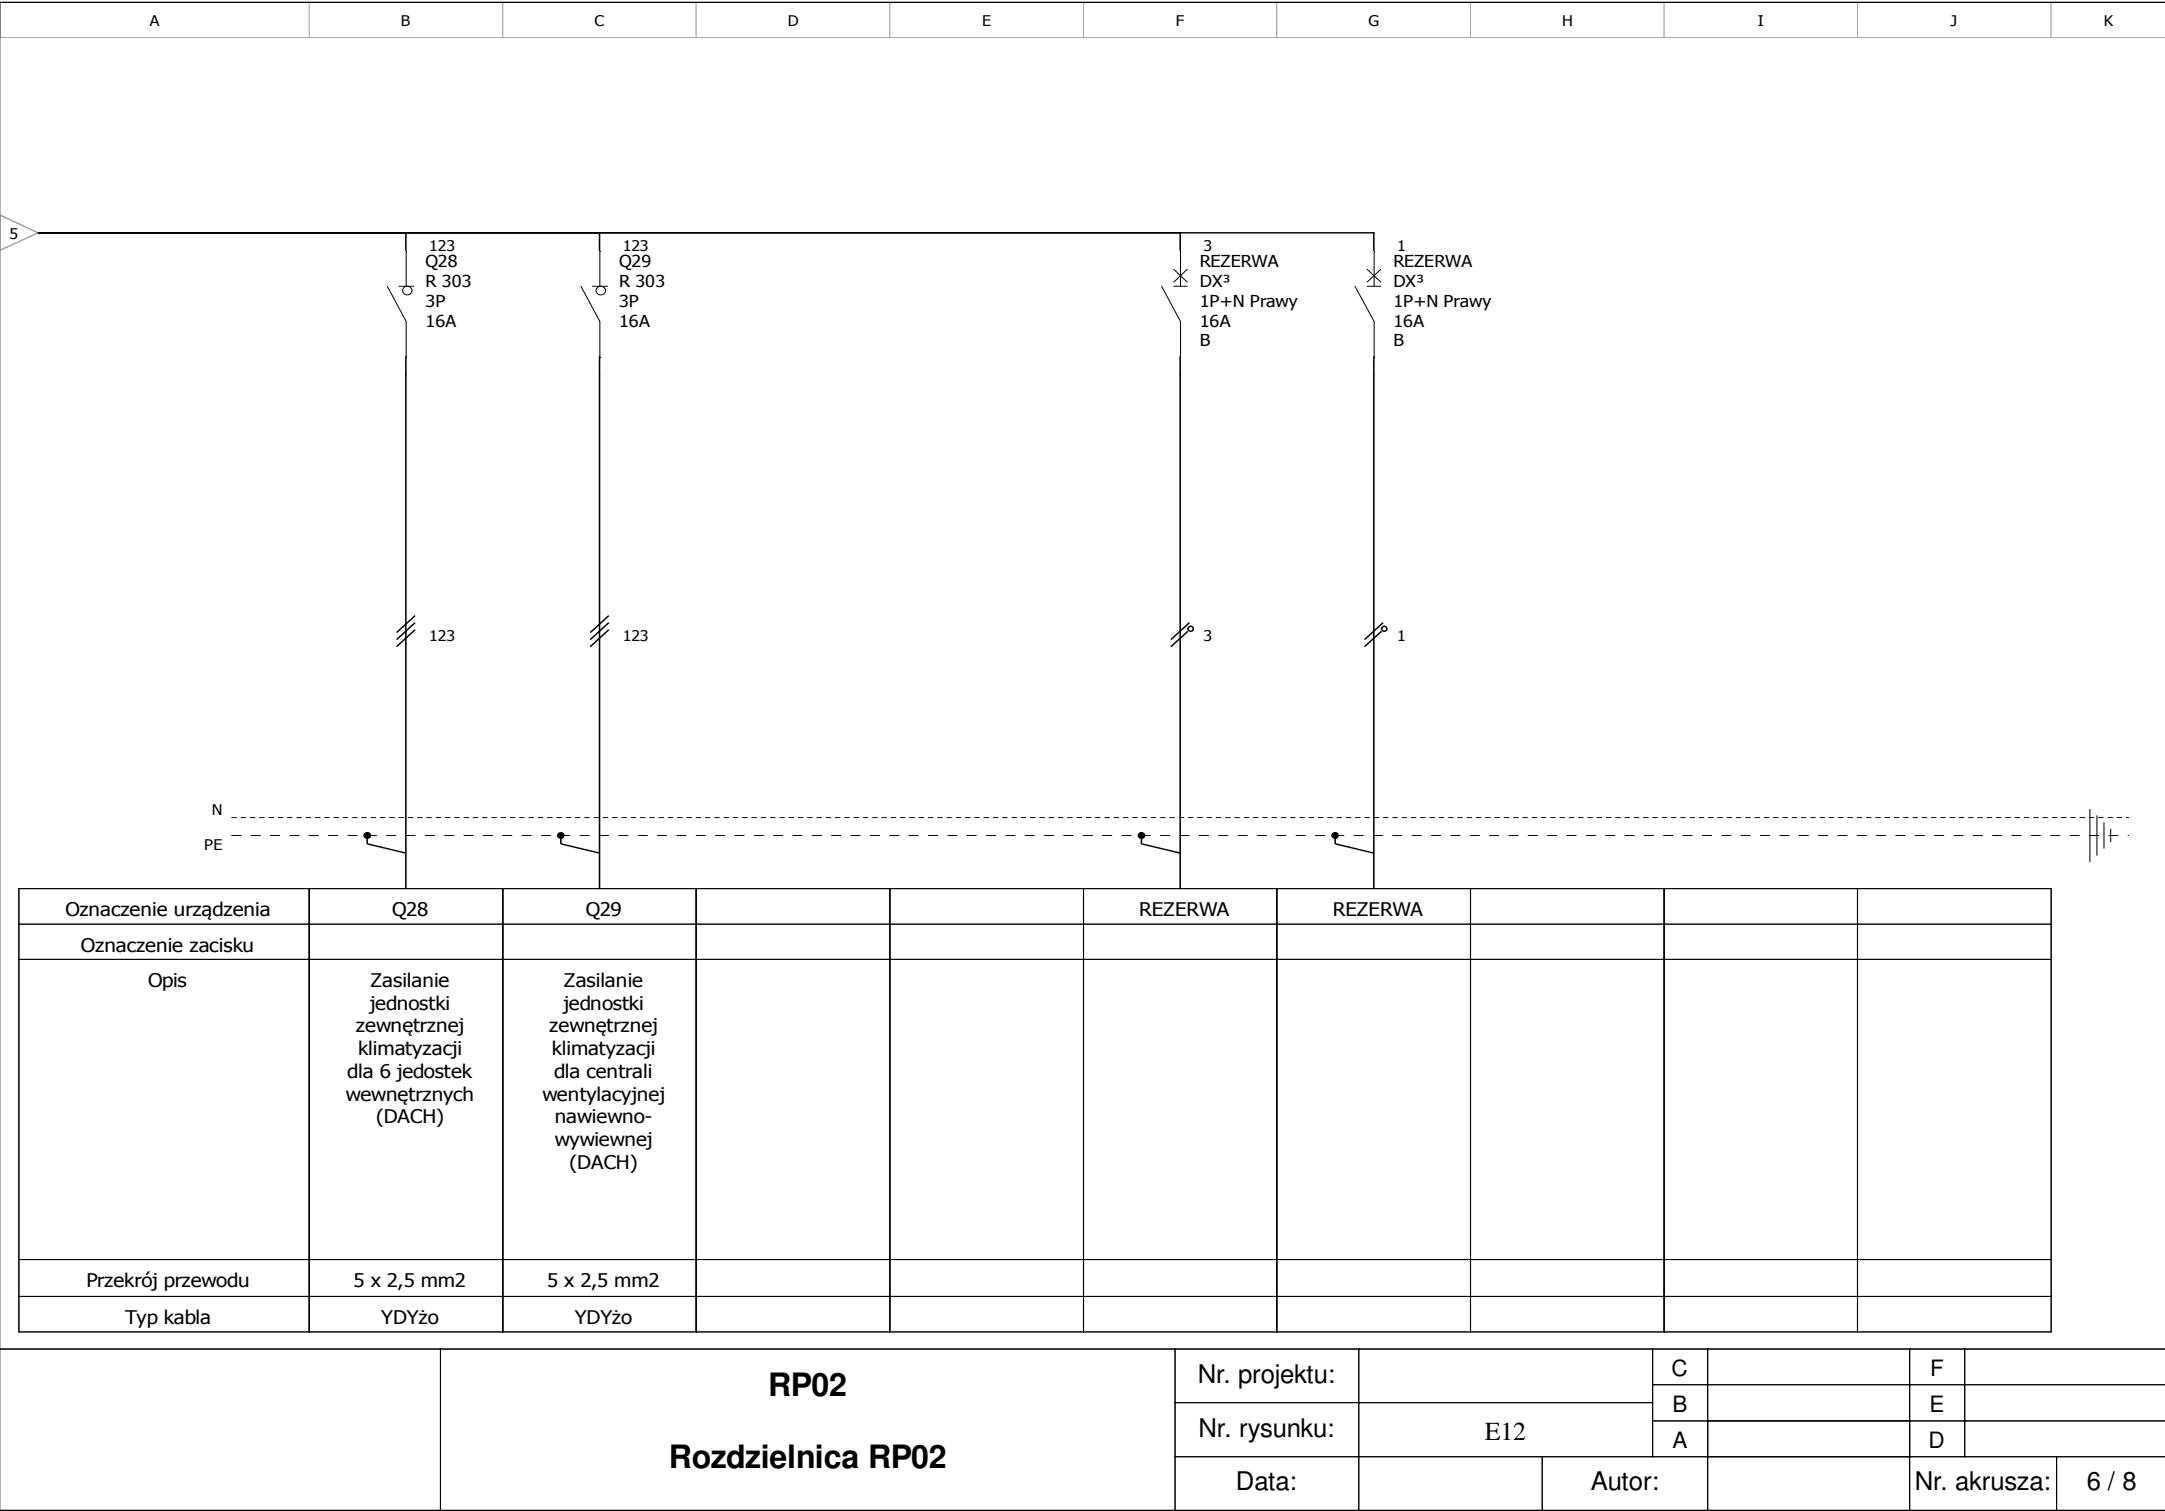 A B C D E F G H I J K
5
123 123 3 1
Q28 Q29 REZERWA REZERWA
R 303 R 303 DX³ DX³
3P 3P 1P+N Prawy 1P+N Prawy
16A 16A 16A 16A
B B
123 123 3 1
N
PE
Oznaczenie urządzenia Q28 Q29 REZERWA REZERWA
Oznaczenie zacisku
Opis Zasilanie Zasilanie
jednostki jednostki
zewnętrznej zewnętrznej
klimatyzacji klimatyzacji
dla 6 jedostek dla centrali
wewnętrznych wentylacyjnej
(DACH) nawiewno-
wywiewnej
(DACH)
Przekrój przewodu 5 x 2,5 mm2 5 x 2,5 mm2
Typ kabla YDYżo YDYżo
RP02
Rozdzielnica RP02
Nr. projektu: C F
B E
Nr. rysunku: E12 A D
Data: Autor: Nr. akrusza: 6 / 8